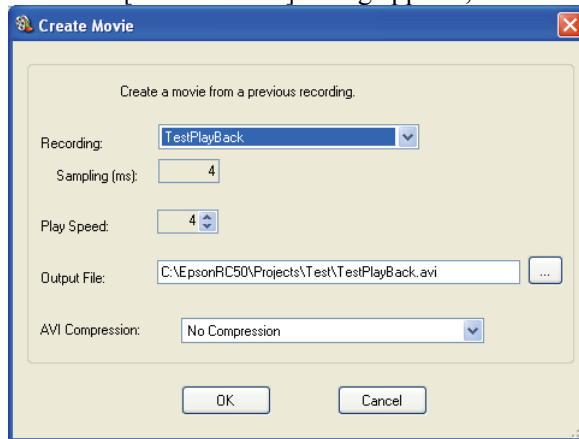 Create Movie
Create a movie from a previous recording.
Recording: TestPlayBack
Sampling (ms): 4
Play Speed: 4
Output File: C:\EpsonRC50\Projects\Test\TestPlayBack.avi ...
AVI Compression: No Compression
OK Cancel